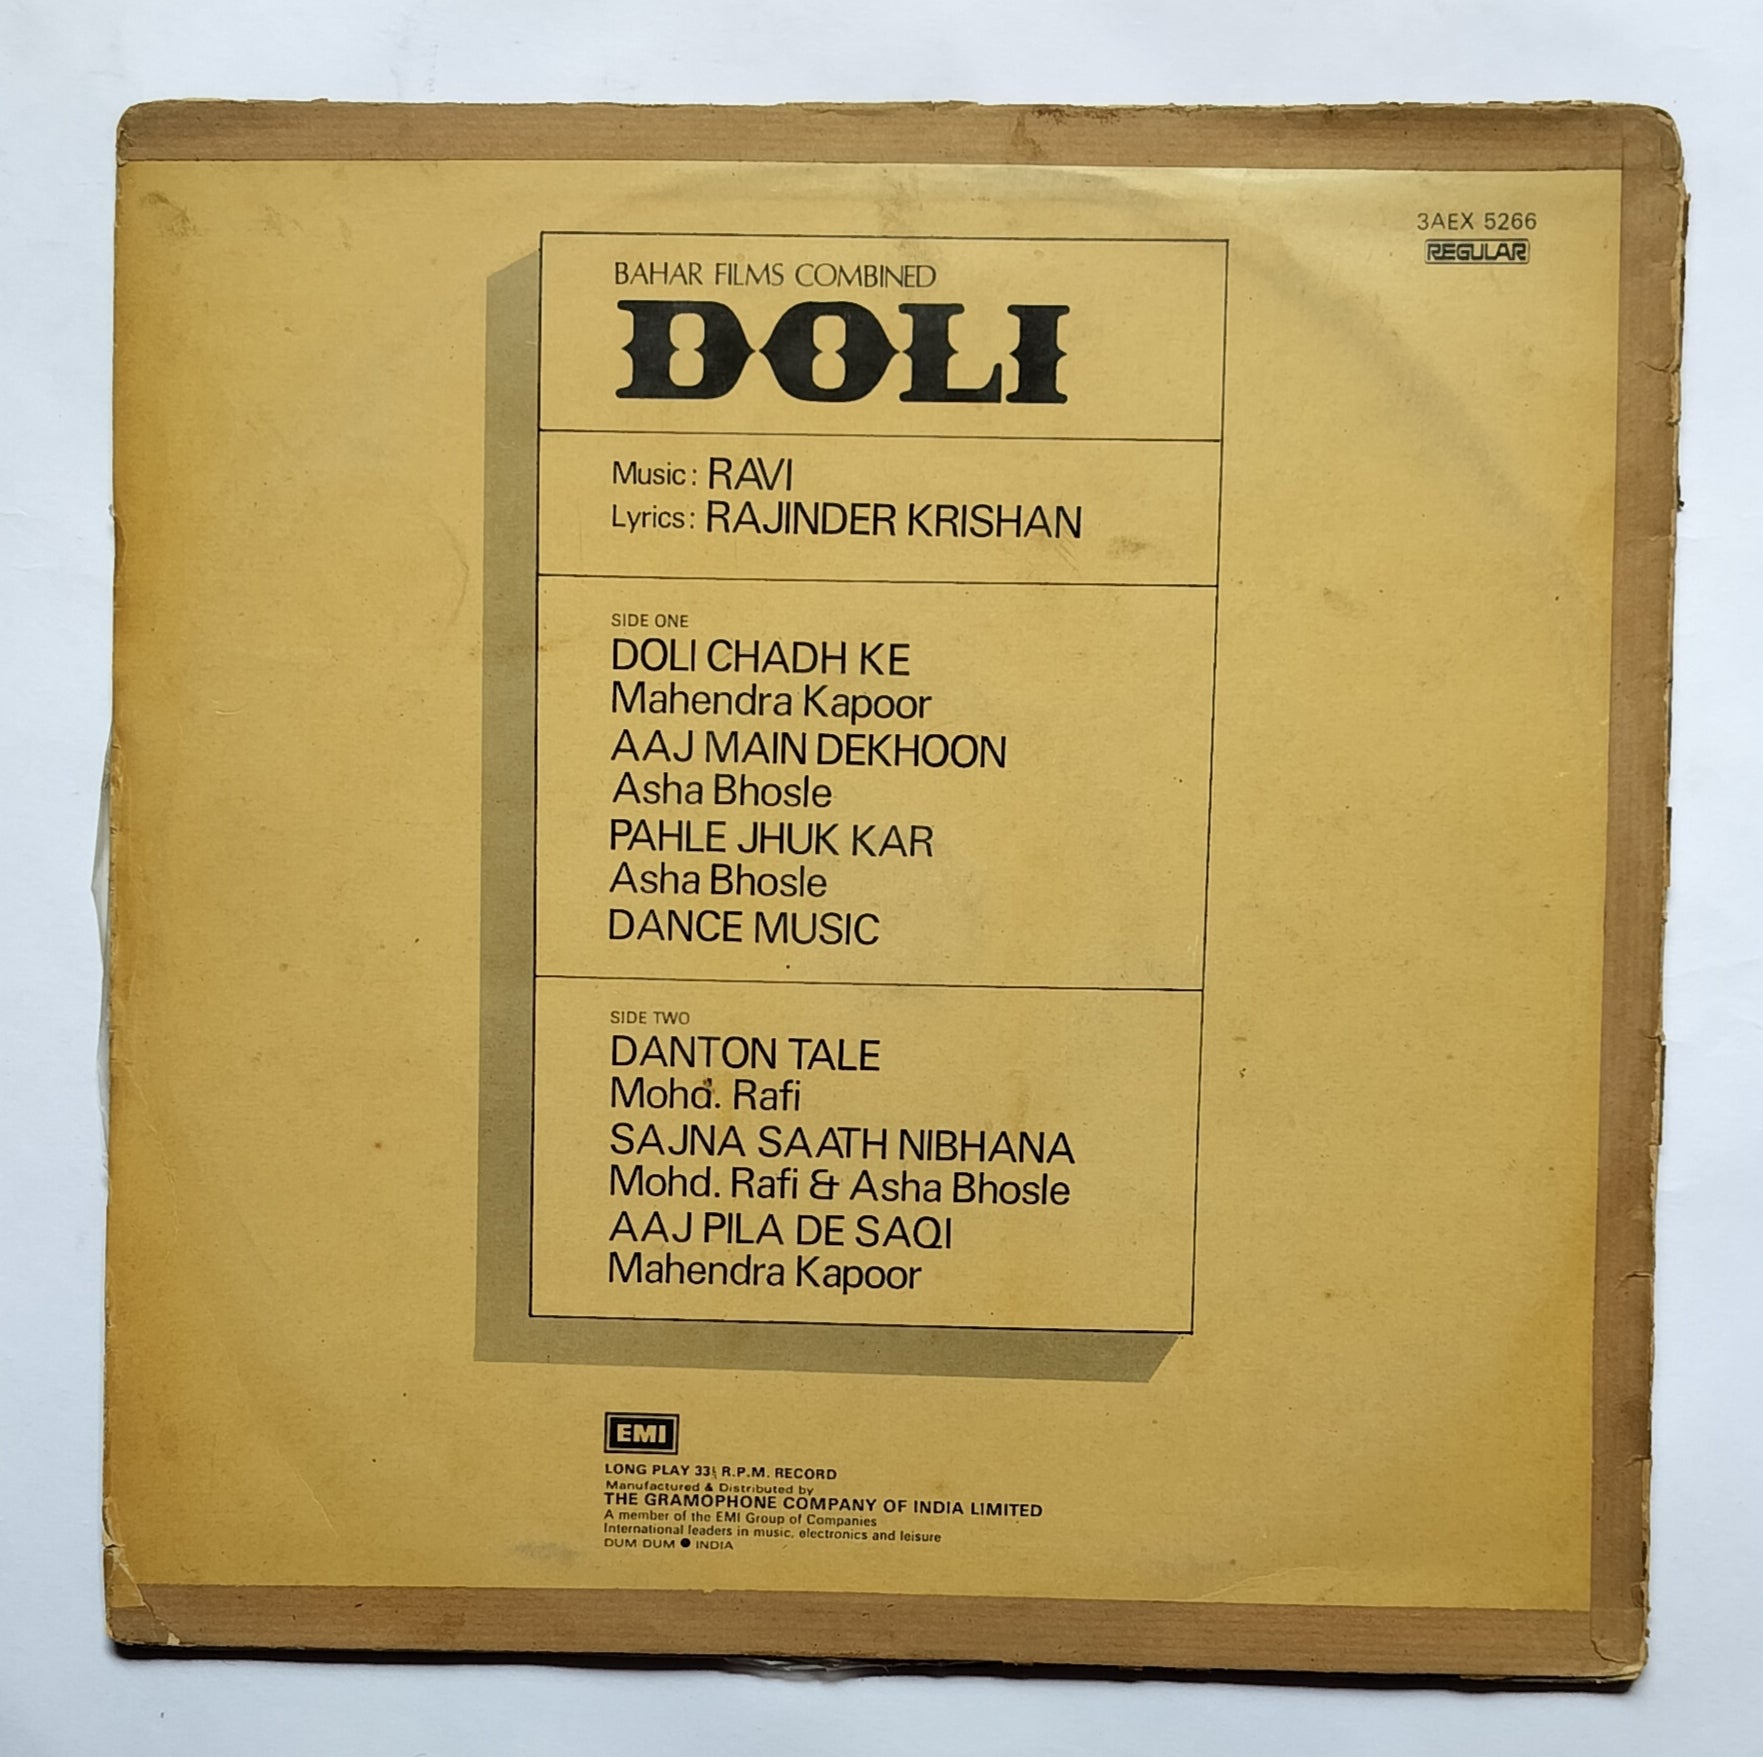 3AEX 5266
REGULAR
BAHAR FILMS COMBINED
DOLI
Music: RAVI
Lyrics: RAJINDER KRISHAN
SIDE ONE
DOLI CHADH KE
Mahendra Kapoor
AAJ MAIN DEKHOON
Asha Bhosle
PAHLE JHUK KAR
Asha Bhosle
DANCE MUSIC
SIDE TWO
DANTON TALE
Mohd. Rafi
SAJNA SAATH NIBHANA
Mohd. Rafi & Asha Bhosle
AAJ PILA DE SAQI
Mahendra Kapoor
EMI
LONG PLAY 33⅓ R.P.M. RECORD
Manufactured & Distributed by
THE GRAMOPHONE COMPANY OF INDIA LIMITED
A member of the EMI Group of Companies
International leaders in music, electronics and leisure
DUM DUM ● INDIA